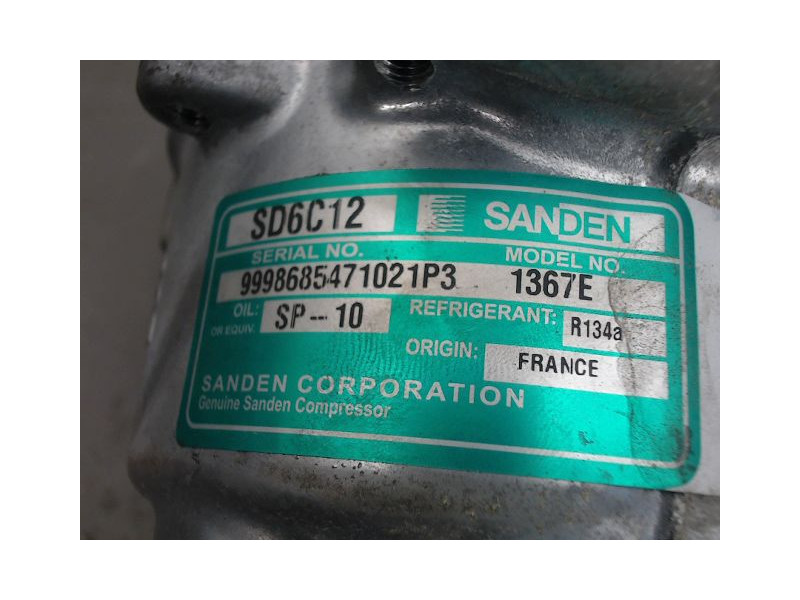 SD6C12 SANDEN
SERIAL NO. MODEL NO.
9998685471021P3 1367E
OIL: SP--10 REFRIGERANT: R134a
OR EQUIV.
ORIGIN: FRANCE
SANDEN CORPORATION
Genuine Sanden Compressor